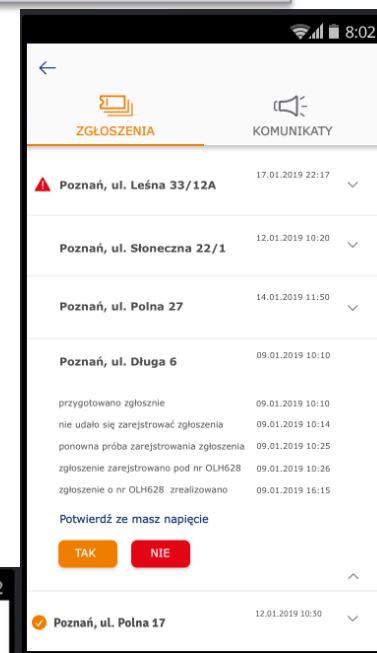 8:02
ZGŁOSZENIA KOMUNIKATY
Poznań, ul. Leśna 33/12A 17.01.2019 22:17
Poznań, ul. Słoneczna 22/1 12.01.2019 10:20
Poznań, ul. Polna 27 14.01.2019 11:50
Poznań, ul. Długa 6 09.01.2019 10:10
przygotowano zgłosznie 09.01.2019 10:10
nie udało się zarejstrować zgłoszenia 09.01.2019 10:14
ponowna próba zarejstrowania zgłoszenia 09.01.2019 10:25
zgłoszenie zarejstrowano pod nr OLH628 09.01.2019 10:26
zgłoszenie o nr OLH628 zrealizowano 09.01.2019 16:15
Potwierdź ze masz napięcie
TAK NIE
2
Poznań, ul. Polna 17 12.01.2019 10:30